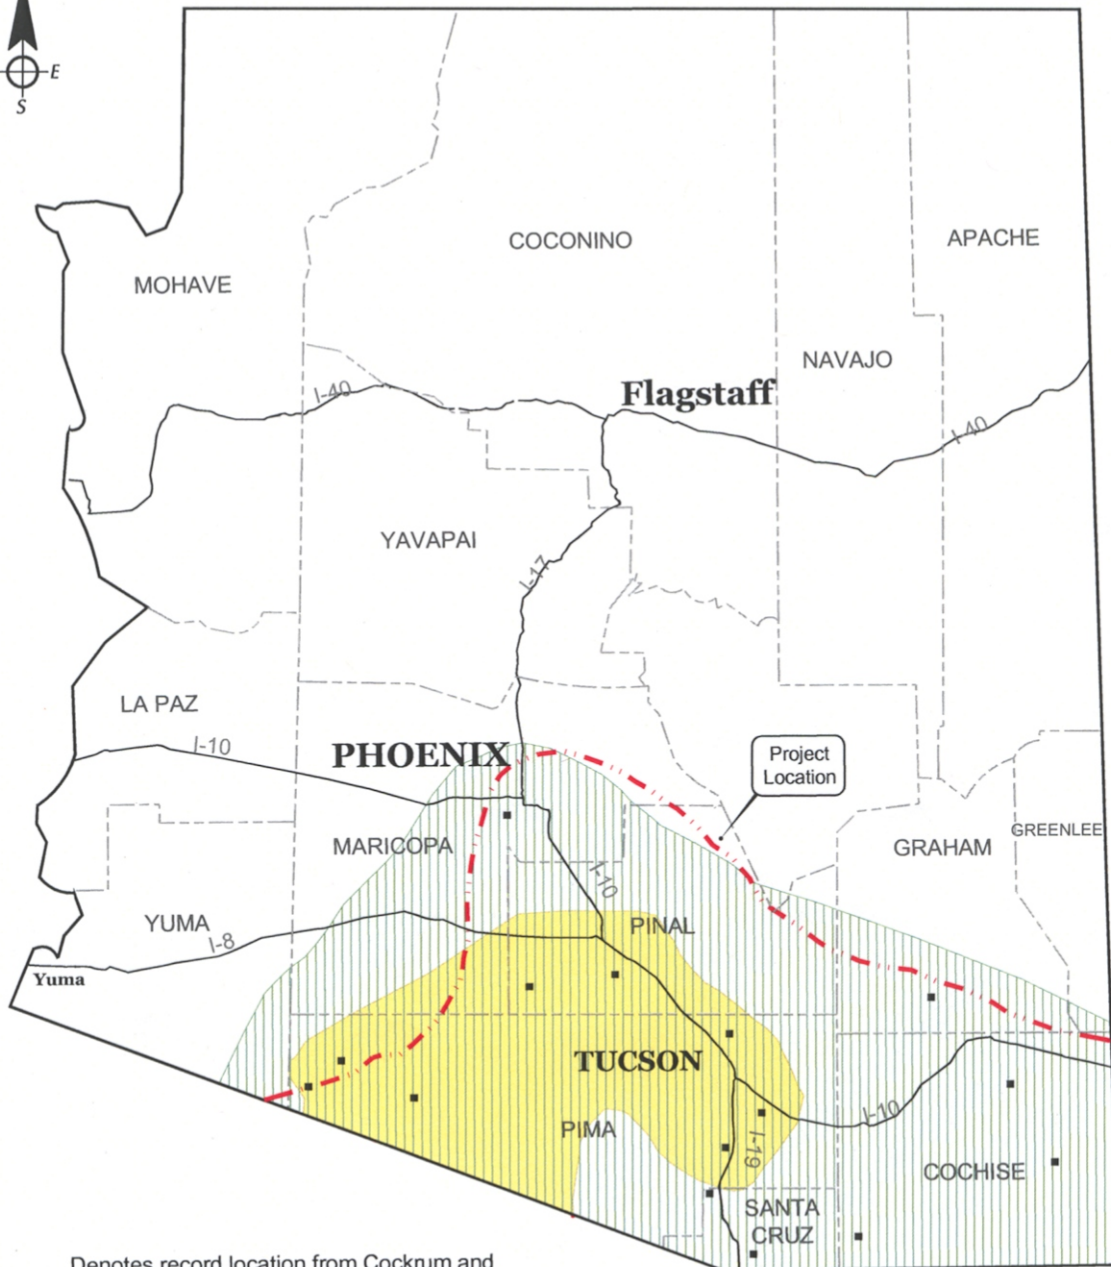 E
S
COCONINO
APACHE
MOHAVE
NAVAJO
I-40
Flagstaff
I-40
YAVAPAI
I-17
LA PAZ
I-10
PHOENIX
Project
Location
MARICOPA
GRAHAM
GREENLEE
I-10
YUMA
PINAL
I-8
Yuma
TUCSON
I-10
PIMA
I-19
COCHISE
SANTA
CRUZ
Denotes record location from Cockrum and